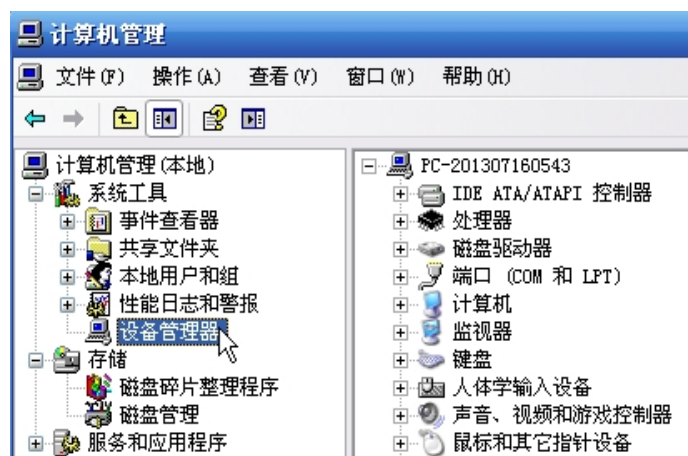 计算机管理
文件(F) 操作(A) 查看(V) 窗口(W) 帮助(H)
计算机管理(本地)
系统工具
事件查看器
共享文件夹
本地用户和组
性能日志和警报
设备管理器
存储
磁盘碎片整理程序
磁盘管理
服务和应用程序
PC-201307160543
IDE ATA/ATAPI 控制器
处理器
磁盘驱动器
端口 (COM 和 LPT)
计算机
监视器
键盘
人体学输入设备
声音、视频和游戏控制器
鼠标和其它指针设备